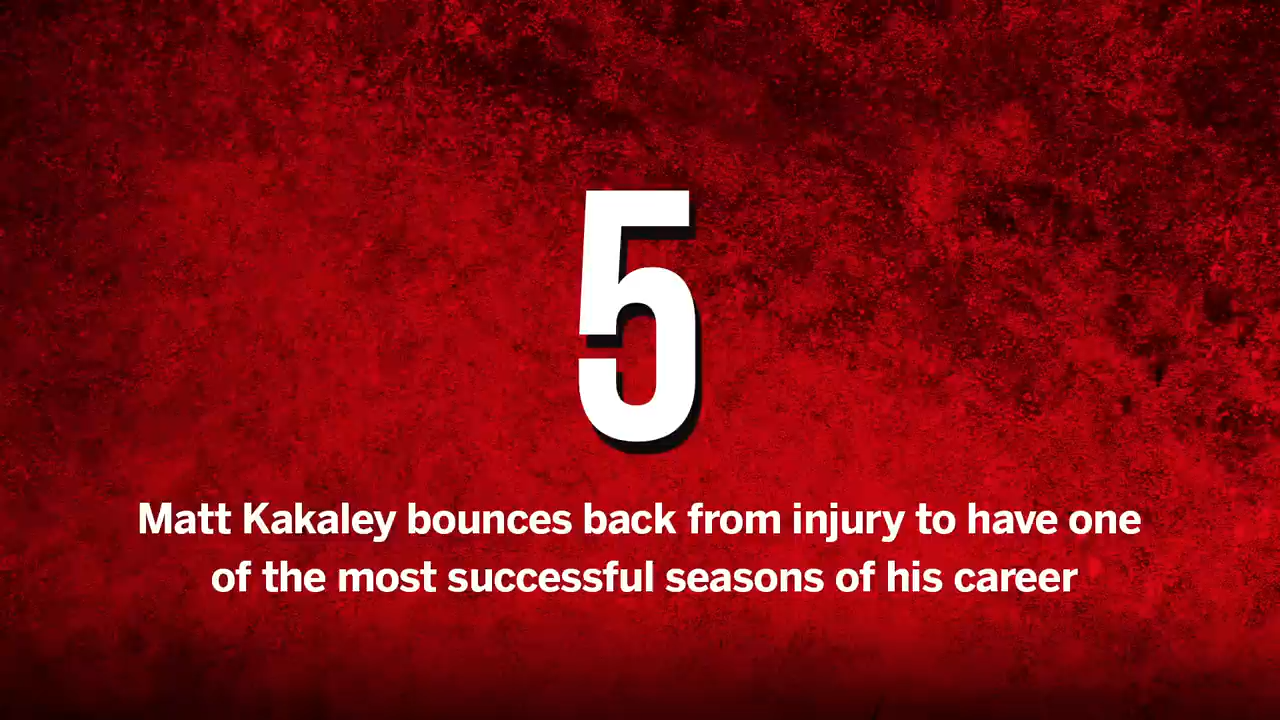 5
Matt Kakaley bounces back from injury to have one
of the most successful seasons of his career